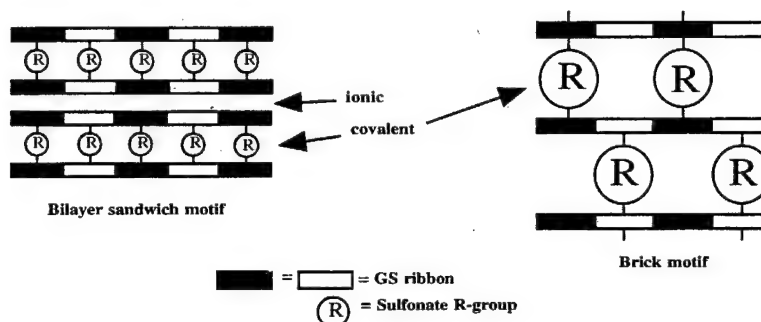 R R R R R
R R
ionic
covalent
R R R R R
R R
Bilayer sandwich motif
Brick motif
= = GS ribbon
R = Sulfonate R-group